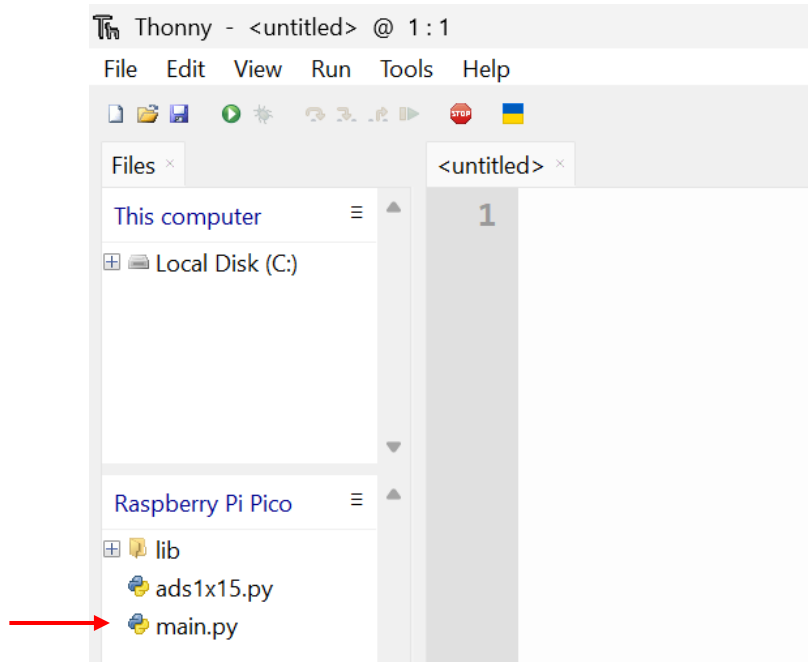 Th Thonny - <untitled> @ 1 : 1
File Edit View Run Tools Help
STOP
Files × <untitled> ×
This computer ☰ 1
Local Disk (C:)
Raspberry Pi Pico ☰
lib
ads1x15.py
main.py